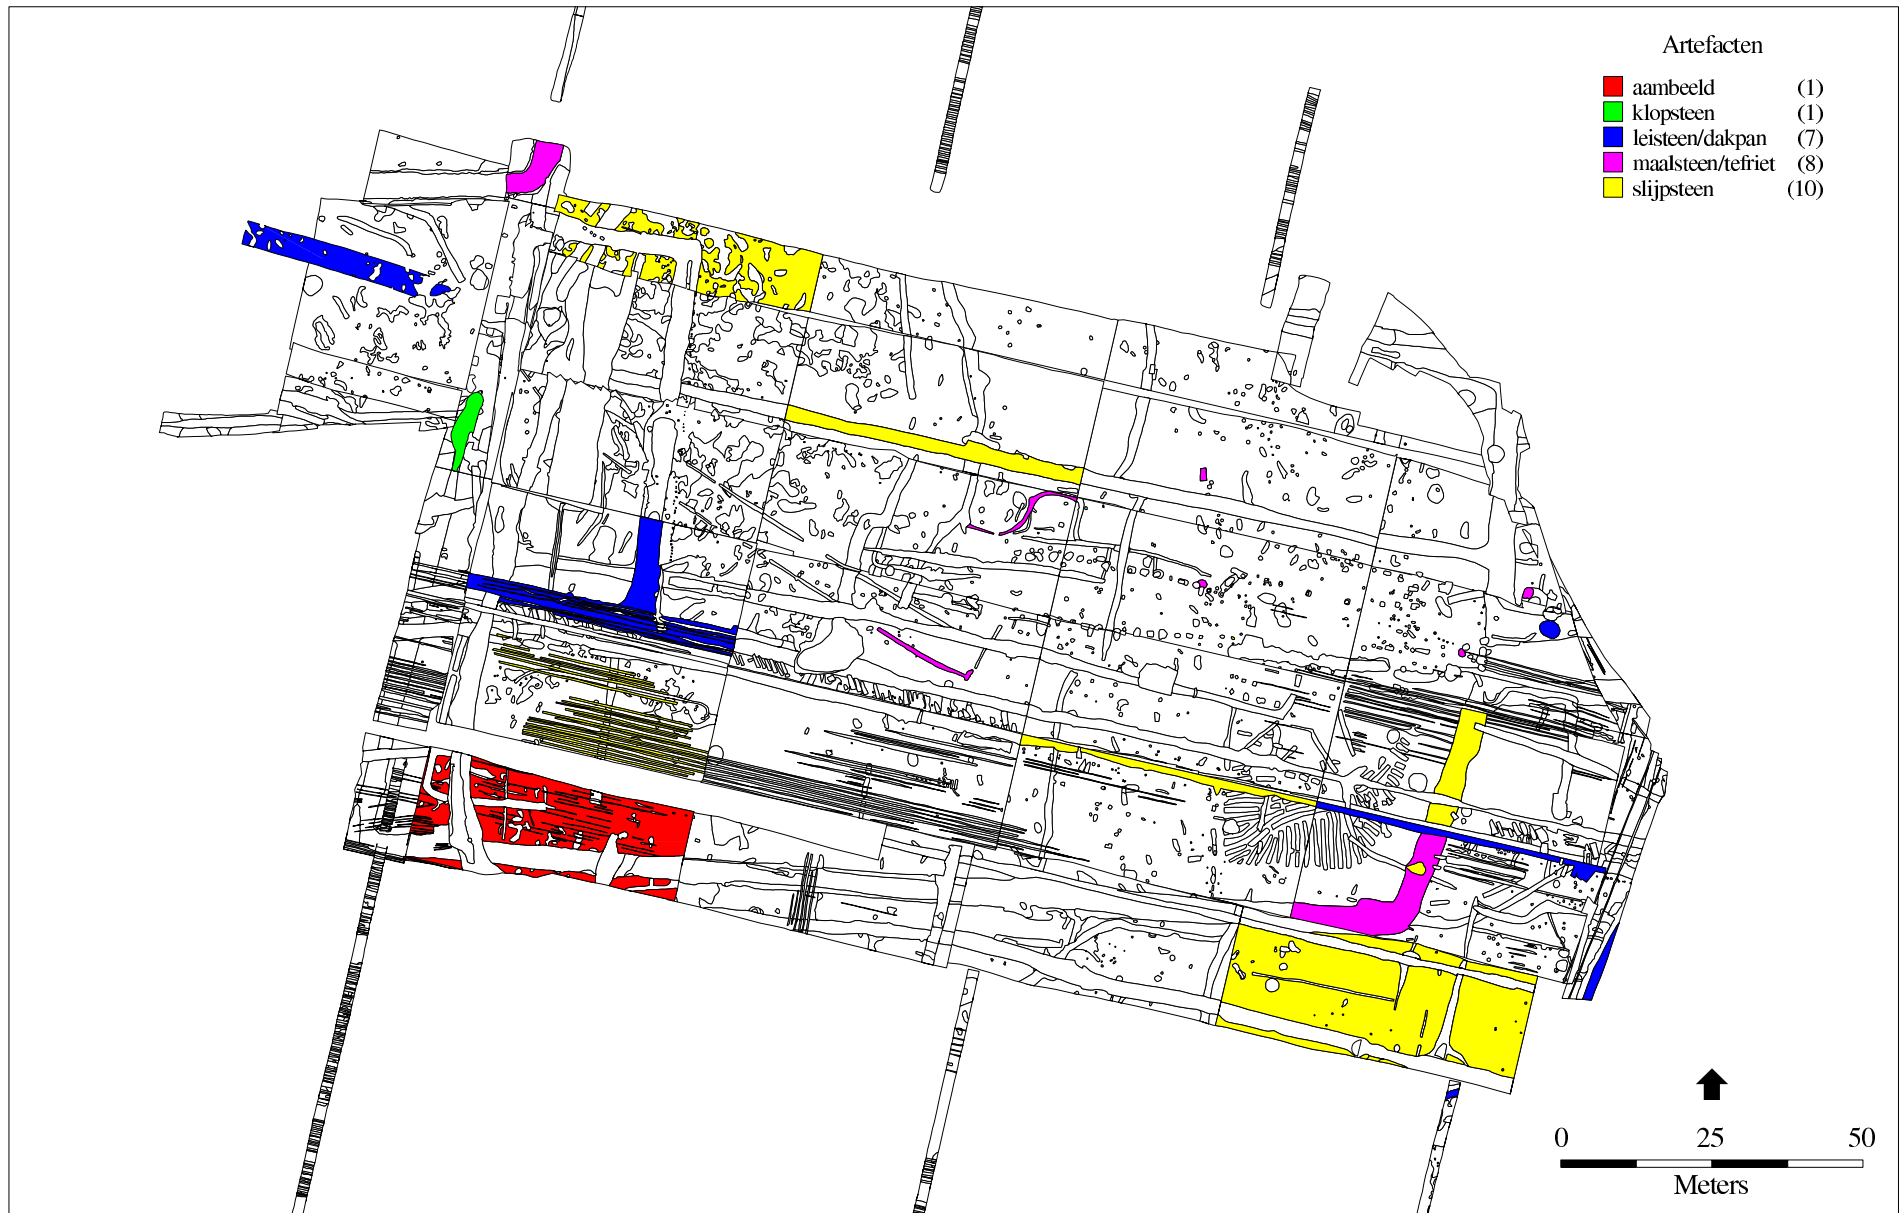 Artefacten
aambeeld (1)
klopsteen (1)
leisteen/dakpan (7)
maalsteen/tefriet (8)
slijpsteen (10)
0 25 50
Meters